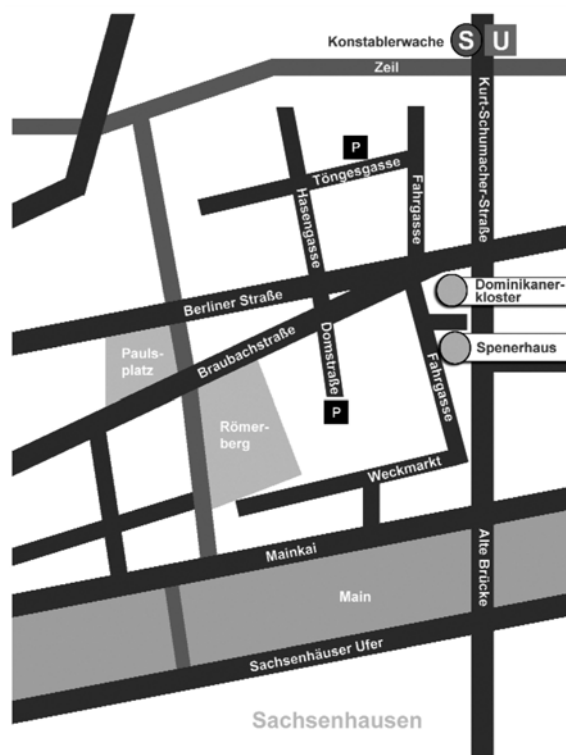 Konstablerwache
S U
Zeil
Kurt-Schumacher-Straße
P
Töngesgasse
Hasengasse
Fahrgasse
Berliner Straße
Dominikaner-
kloster
Pauls-
platz
Braubachstraße
Domstraße
Spenerhaus
Fahrgasse
P
Römer-
berg
Weckmarkt
Mainkai
Alte Brücke
Main
Sachsenhäuser Ufer
Sachsenhausen